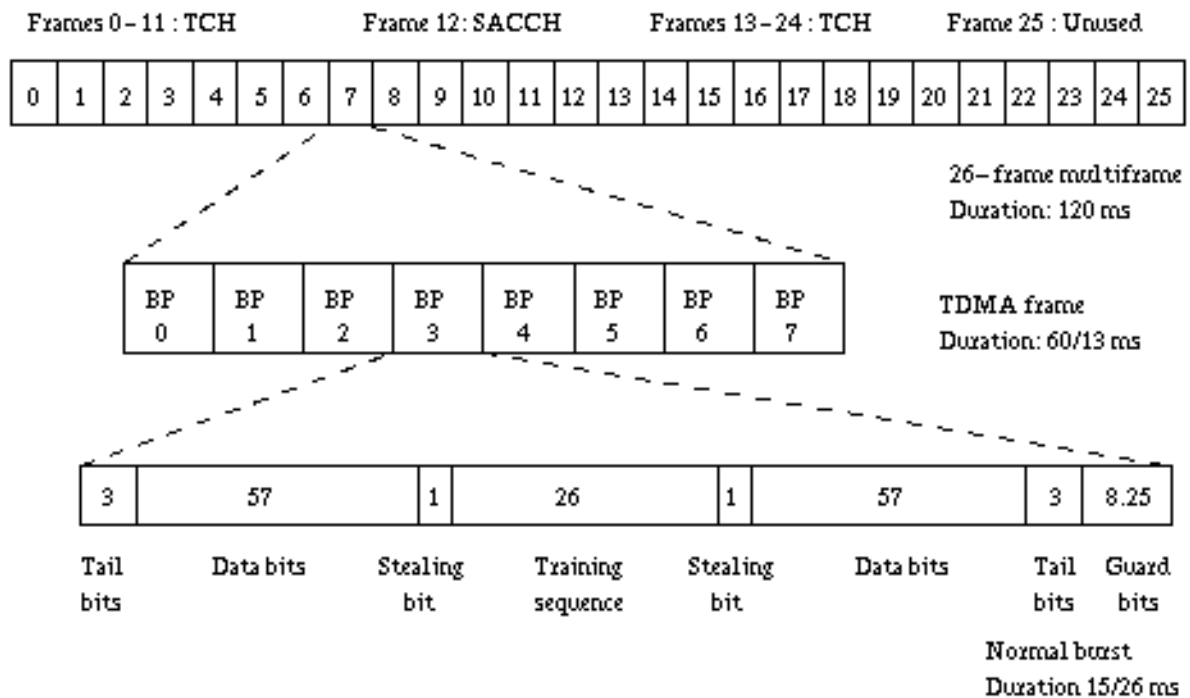 Frames 0–11 : TCH Frame 12: SACCH Frames 13–24 : TCH Frame 25 : Unused
0 1 2 3 4 5 6 7 8 9 10 11 12 13 14 15 16 17 18 19 20 21 22 23 24 25
26–frame multiframe
Duration: 120 ms
BP BP BP BP BP BP BP BP
0 1 2 3 4 5 6 7
TDMA frame
Duration: 60/13 ms
3 57 1 26 1 57 3 8.25
Tail Data bits Stealing Training Stealing Data bits Tail Guard
bits bit sequence bit bits bits
Normal burst
Duration 15/26 ms